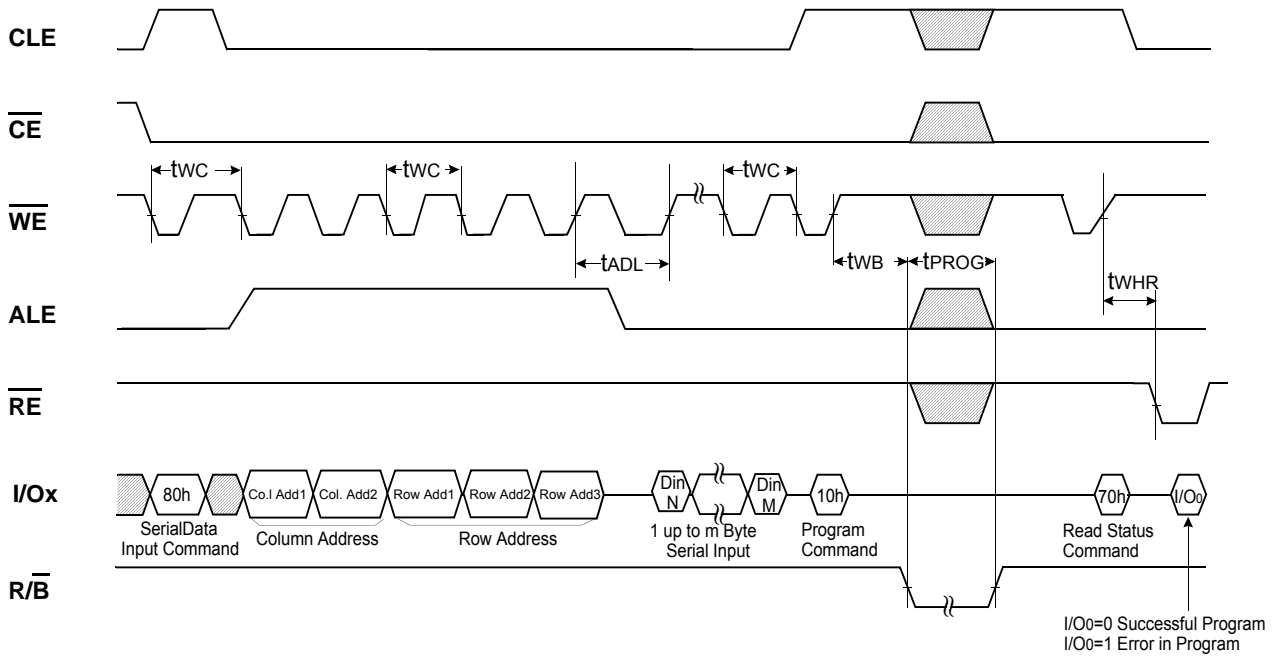 CLE
CE
tWC
tWC
tWC
WE
tADL
tWB
tPROG
tWHR
ALE
RE
I/Ox
80h
Co.l Add1
Col. Add2
Row Add1
Row Add2
Row Add3
Din
N
Din
M
10h
70h
I/O0
SerialData
Input Command
Column Address
Row Address
1 up to m Byte
Serial Input
Program
Command
Read Status
Command
R/B
I/O0=0 Successful Program
I/O0=1 Error in Program